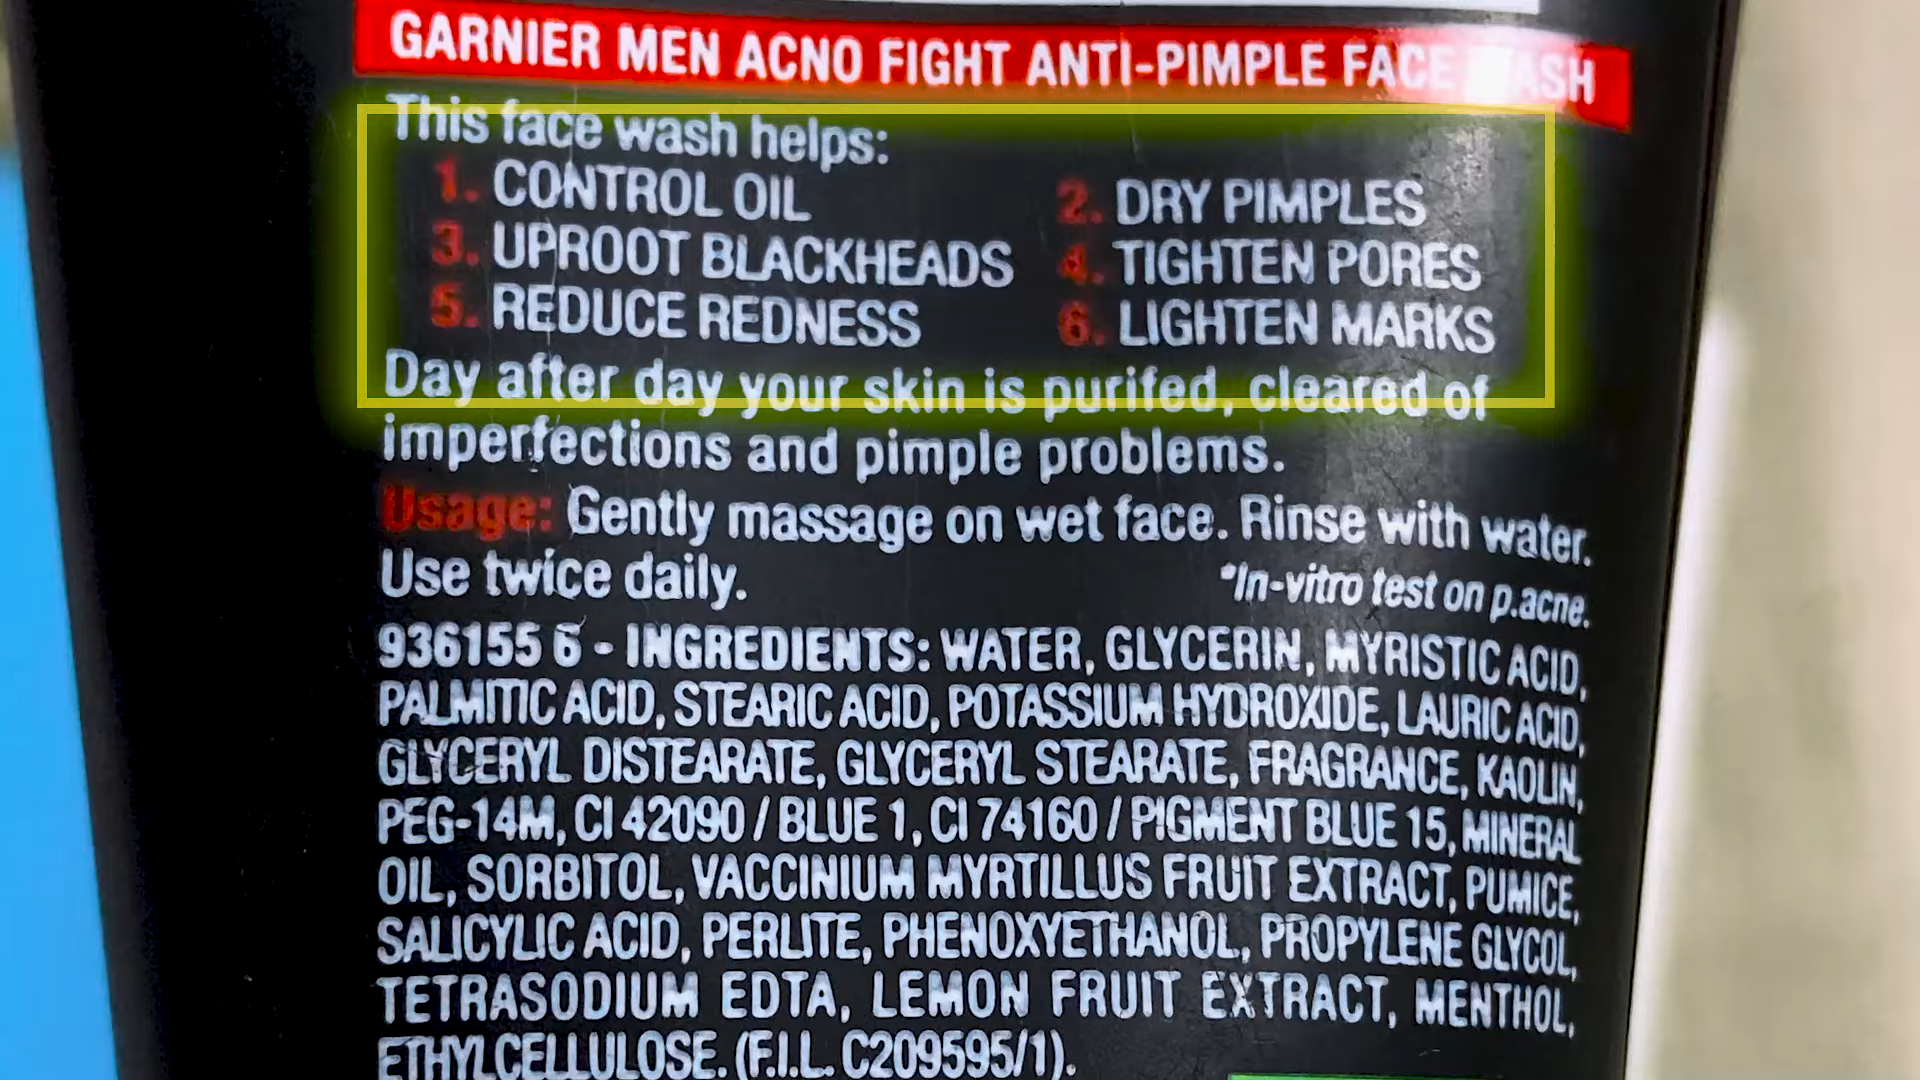 GARNIER MEN ACNO FIGHT ANTI-PIMPLE FACE WASH
This face wash helps:
1. CONTROL OIL 2. DRY PIMPLES
3. UPROOT BLACKHEADS 4. TIGHTEN PORES
5. REDUCE REDNESS 6. LIGHTEN MARKS
Day after day your skin is purifed, cleared of
imperfections and pimple problems.
Usage: Gently massage on wet face. Rinse with water.
Use twice daily. *In-vitro test on p.acne.
936155 6 - INGREDIENTS: WATER, GLYCERIN, MYRISTIC ACID,
PALMITIC ACID, STEARIC ACID, POTASSIUM HYDROXIDE, LAURIC ACID,
GLYCERYL DISTEARATE, GLYCERYL STEARATE, FRAGRANCE, KAOLIN,
PEG-14M, CI 42090 / BLUE 1, CI 74160 / PIGMENT BLUE 15, MINERAL
OIL, SORBITOL, VACCINIUM MYRTILLUS FRUIT EXTRACT, PUMICE,
SALICYLIC ACID, PERLITE, PHENOXYETHANOL, PROPYLENE GLYCOL,
TETRASODIUM EDTA, LEMON FRUIT EXTRACT, MENTHOL,
ETHYLCELLULOSE. (F.I.L. C209595/1).